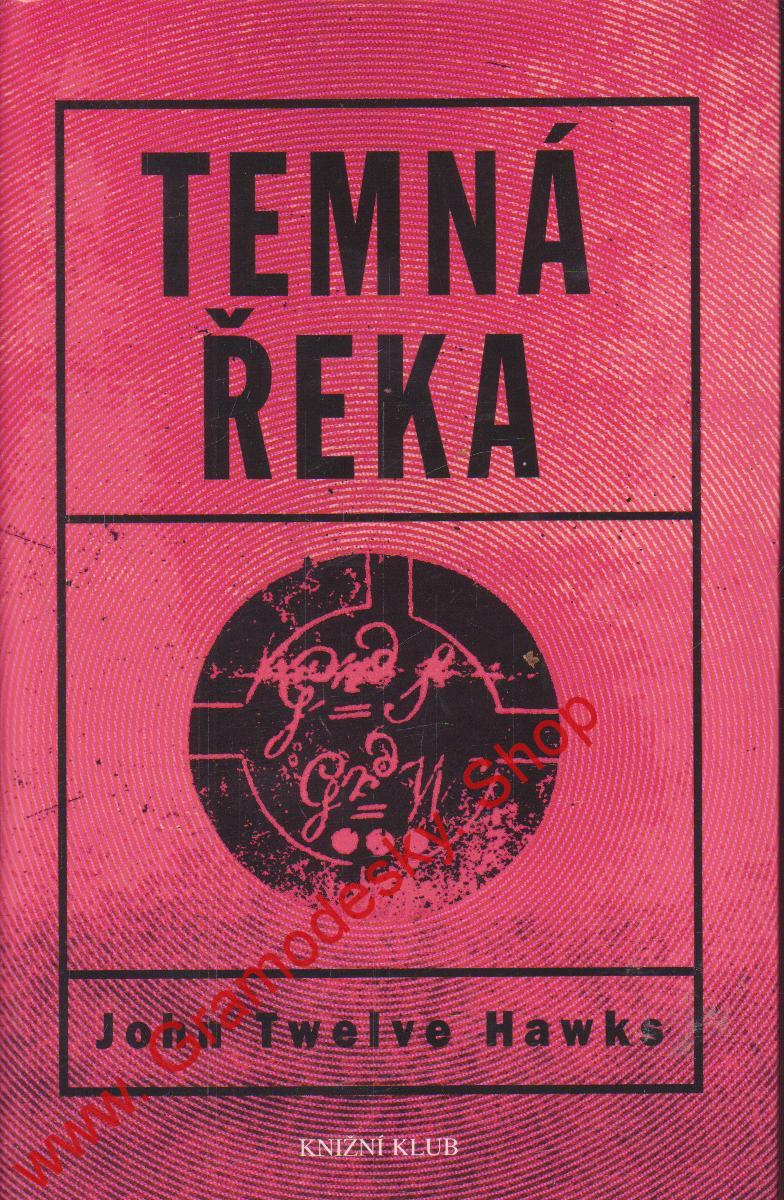 TEMNÁ
ŘEKA
John Twelve Hawks
KNIŽNÍ KLUB
www. Gramodesky. Shop